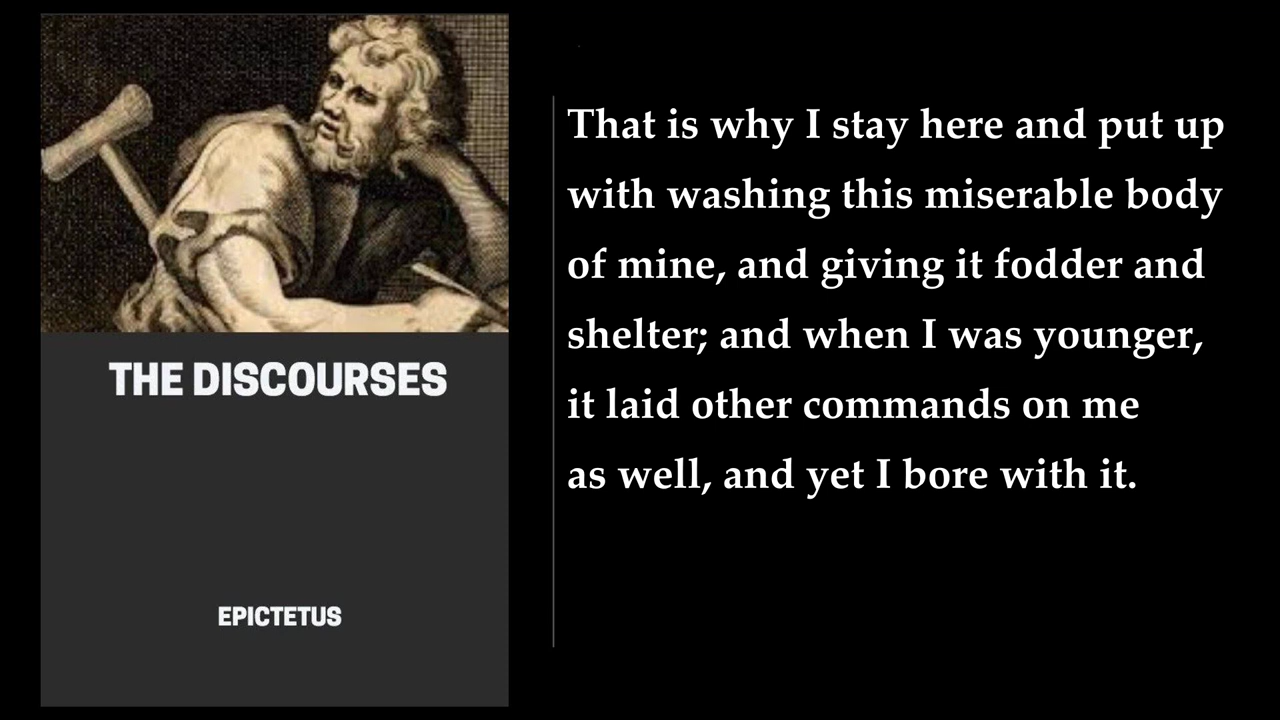 THE DISCOURSES
EPICTETUS
That is why I stay here and put up
with washing this miserable body
of mine, and giving it fodder and
shelter; and when I was younger,
it laid other commands on me
as well, and yet I bore with it.